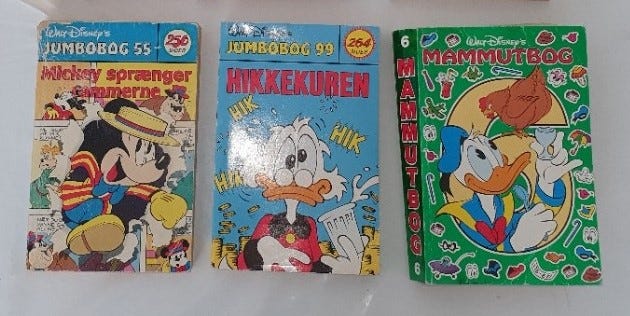 WALT DISNEY'S
JUMBOBOG 55
256
SIDER
Mickey sprænger
rammerne
WALT DISNEY'S
JUMBOBOG 99
264
SIDER
HIKKEKUREN
HIK
HIK
HIK
6
MAMMUTBOG
6
WALT DISNEY'S
MAMMUTBOG